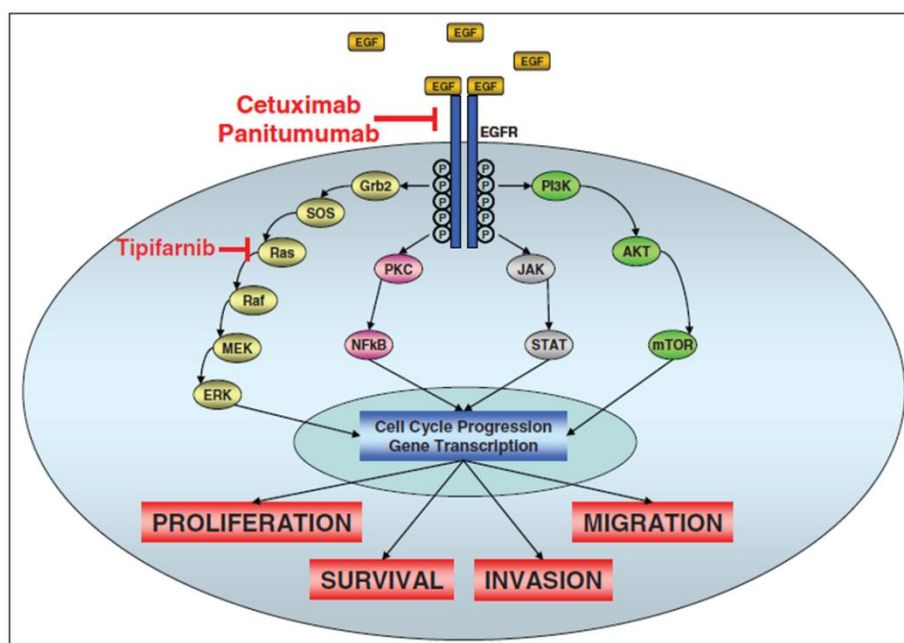 EGF
EGF
EGF
EGF EGF
Cetuximab
Panitumumab
EGFR
P P
P P
P P
P P
P P
Grb2
PI3K
SOS
Tipifarnib
Ras
AKT
PKC
JAK
Raf
MEK
NFkB
STAT
mTOR
ERK
Cell Cycle Progression
Gene Transcription
PROLIFERATION
MIGRATION
SURVIVAL
INVASION